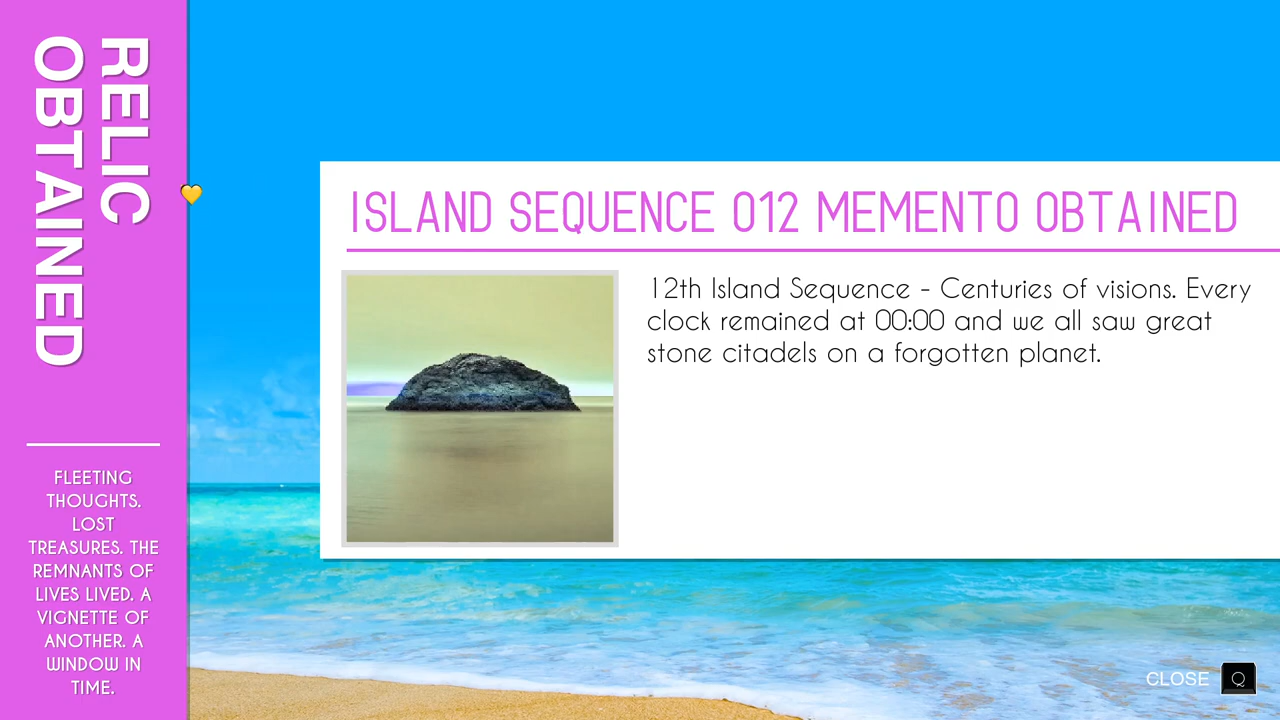 RELIC
OBTAINED
FLEETING
THOUGHTS.
LOST
TREASURES. THE
REMNANTS OF
LIVES LIVED. A
VIGNETTE OF
ANOTHER. A
WINDOW IN
TIME.
ISLAND SEQUENCE 012 MEMENTO OBTAINED
12th Island Sequence - Centuries of visions. Every
clock remained at 00:00 and we all saw great
stone citadels on a forgotten planet.
CLOSE Q